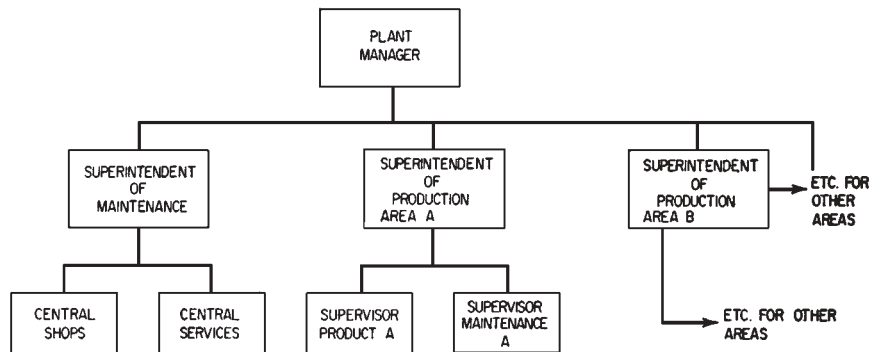 PLANT
MANAGER
SUPERINTENDENT
OF
MAINTENANCE
SUPERINTENDENT
OF
PRODUCTION
AREA A
SUPERINTENDENT
OF
PRODUCTION
AREA B
ETC. FOR
OTHER
AREAS
CENTRAL
SHOPS
CENTRAL
SERVICES
SUPERVISOR
PRODUCT A
SUPERVISOR
MAINTENANCE
A
ETC. FOR OTHER
AREAS